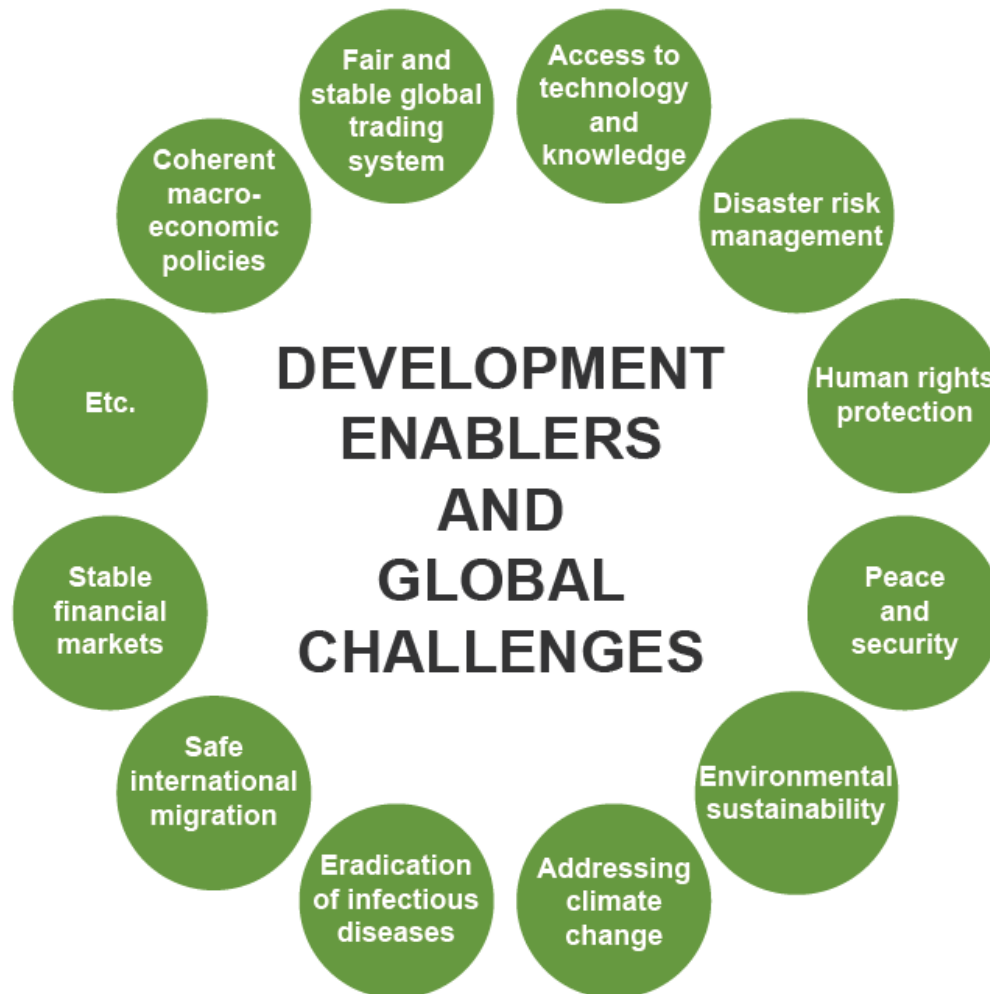 Fair and
stable global
trading
system
Access to
technology
and
knowledge
Coherent
macro-
economic
policies
Disaster risk
management
Etc.
DEVELOPMENT
ENABLERS
AND
GLOBAL
CHALLENGES
Human rights
protection
Stable
financial
markets
Peace
and
security
Safe
international
migration
Environmental
sustainability
Eradication
of infectious
diseases
Addressing
climate
change